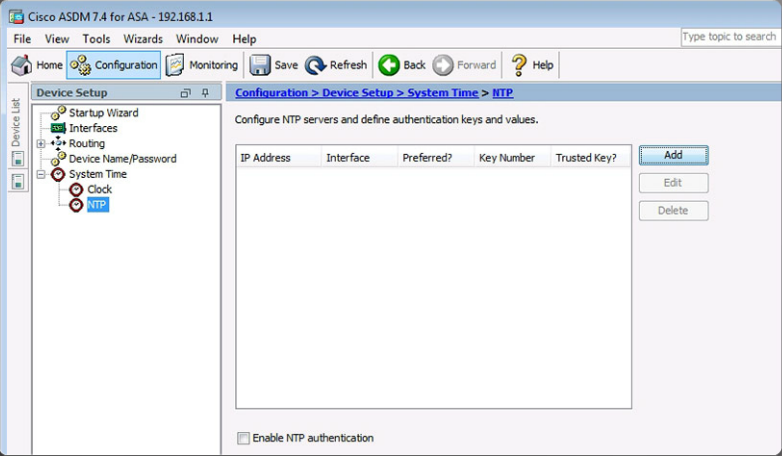 Cisco ASDM 7.4 for ASA - 192.168.1.1
File View Tools Wizards Window Help
Type topic to search
Home Configuration Monitoring Save Refresh Back Forward Help
Device List
Device Setup
Startup Wizard
Interfaces
Routing
Device Name/Password
System Time
Clock
NTP
Configuration > Device Setup > System Time > NTP
Configure NTP servers and define authentication keys and values.
IP Address Interface Preferred? Key Number Trusted Key?
Add
Edit
Delete
Enable NTP authentication